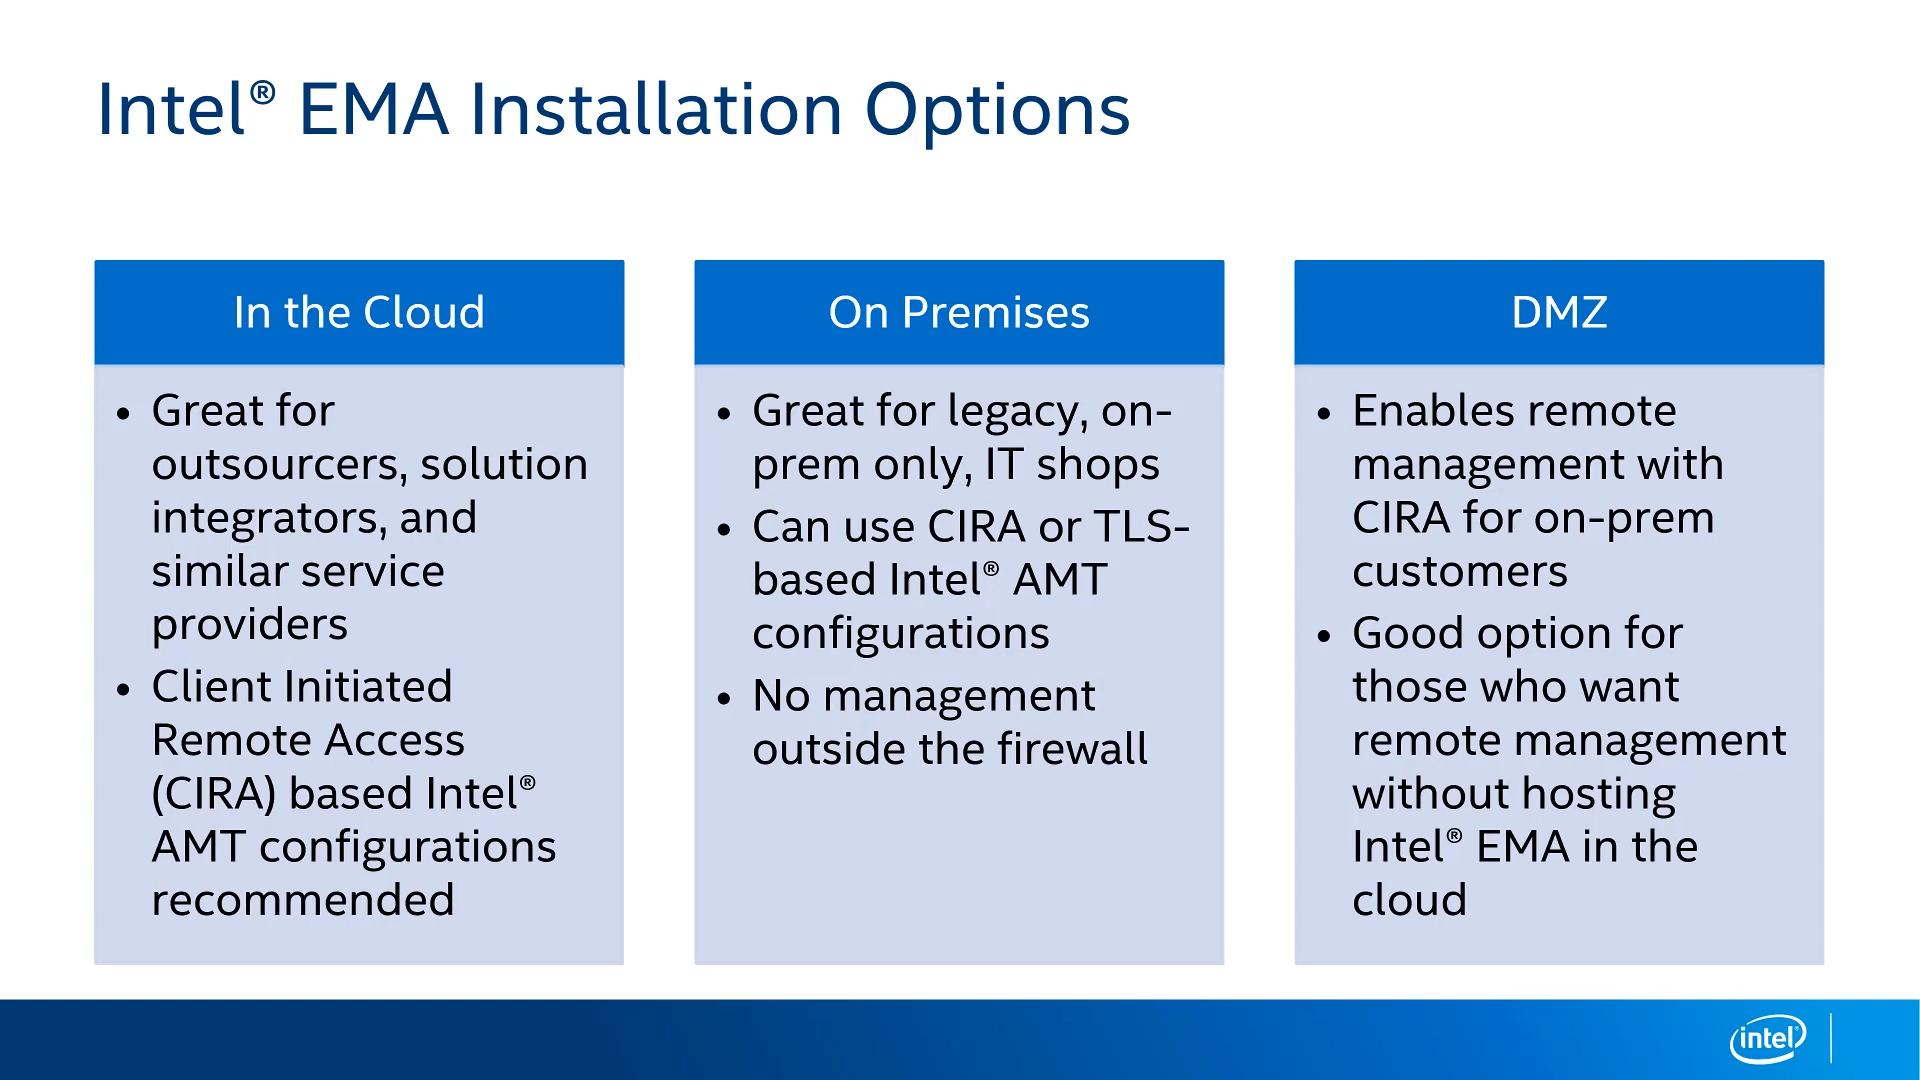 Intel® EMA Installation Options
In the Cloud
• Great for
outsourcers, solution
integrators, and
similar service
providers
• Client Initiated
Remote Access
(CIRA) based Intel®
AMT configurations
recommended
On Premises
• Great for legacy, on-
prem only, IT shops
• Can use CIRA or TLS-
based Intel® AMT
configurations
• No management
outside the firewall
DMZ
• Enables remote
management with
CIRA for on-prem
customers
• Good option for
those who want
remote management
without hosting
Intel® EMA in the
cloud
intel®